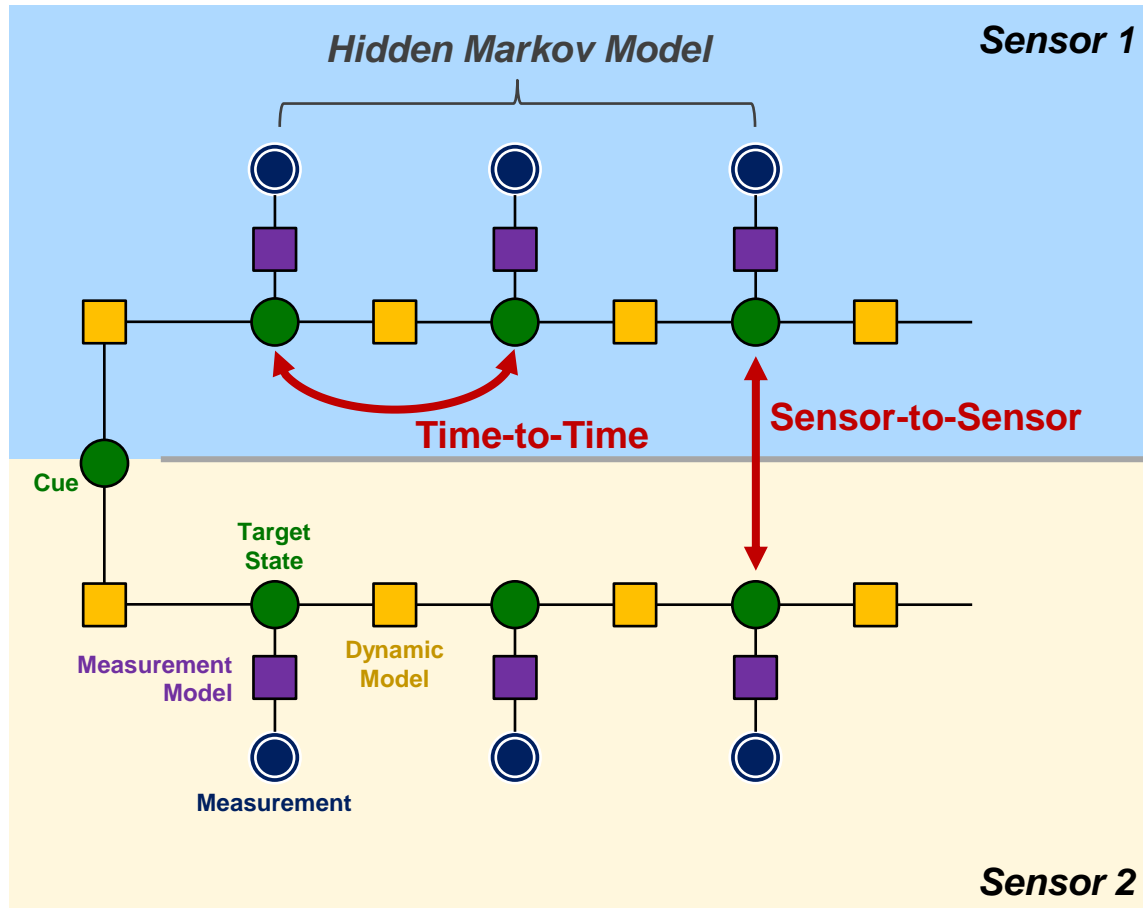 Sensor 1
Hidden Markov Model
Time-to-Time
Sensor-to-Sensor
Cue
Target
State
Measurement
Model
Dynamic
Model
Measurement
Sensor 2